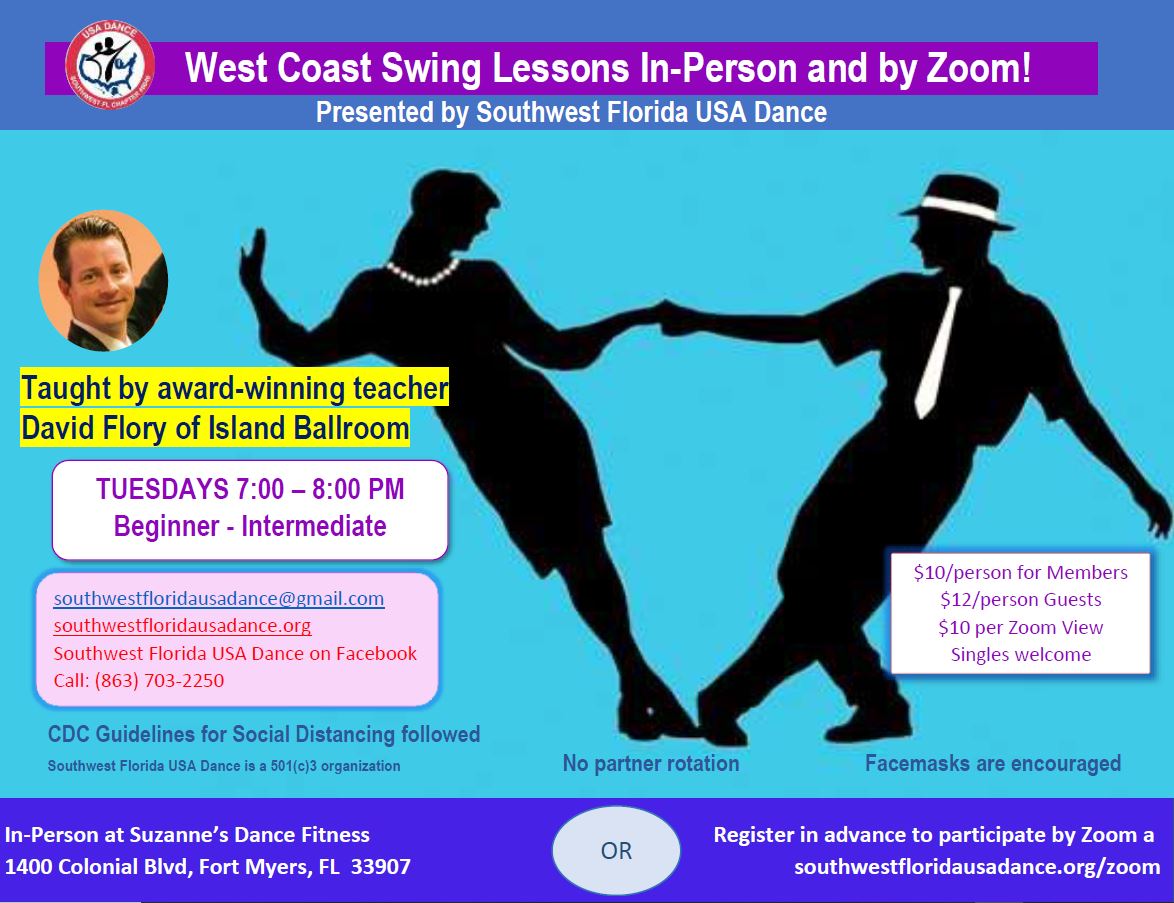 USA DANCE
SOUTHWEST FL CHAPTER
West Coast Swing Lessons In-Person and by Zoom!
Presented by Southwest Florida USA Dance
Taught by award-winning teacher
David Flory of Island Ballroom
TUESDAYS 7:00 – 8:00 PM
Beginner - Intermediate
southwestfloridausadance@gmail.com
southwestfloridausadance.org
Southwest Florida USA Dance on Facebook
Call: (863) 703-2250
$10/person for Members
$12/person Guests
$10 per Zoom View
Singles welcome
CDC Guidelines for Social Distancing followed
Southwest Florida USA Dance is a 501(c)3 organization
No partner rotation
Facemasks are encouraged
In-Person at Suzanne’s Dance Fitness
1400 Colonial Blvd, Fort Myers, FL 33907
OR
Register in advance to participate by Zoom a
southwestfloridausadance.org/zoom